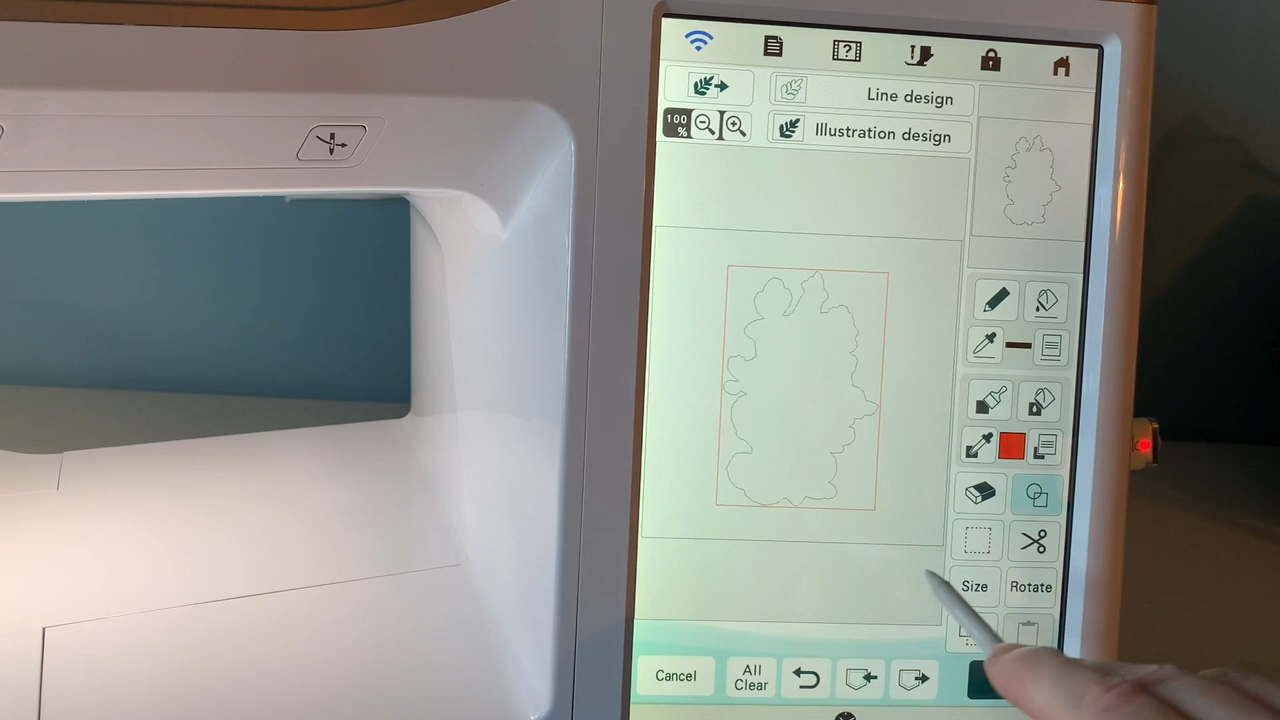 Line design
100
%
Illustration design
Size
Rotate
Cancel
All
Clear